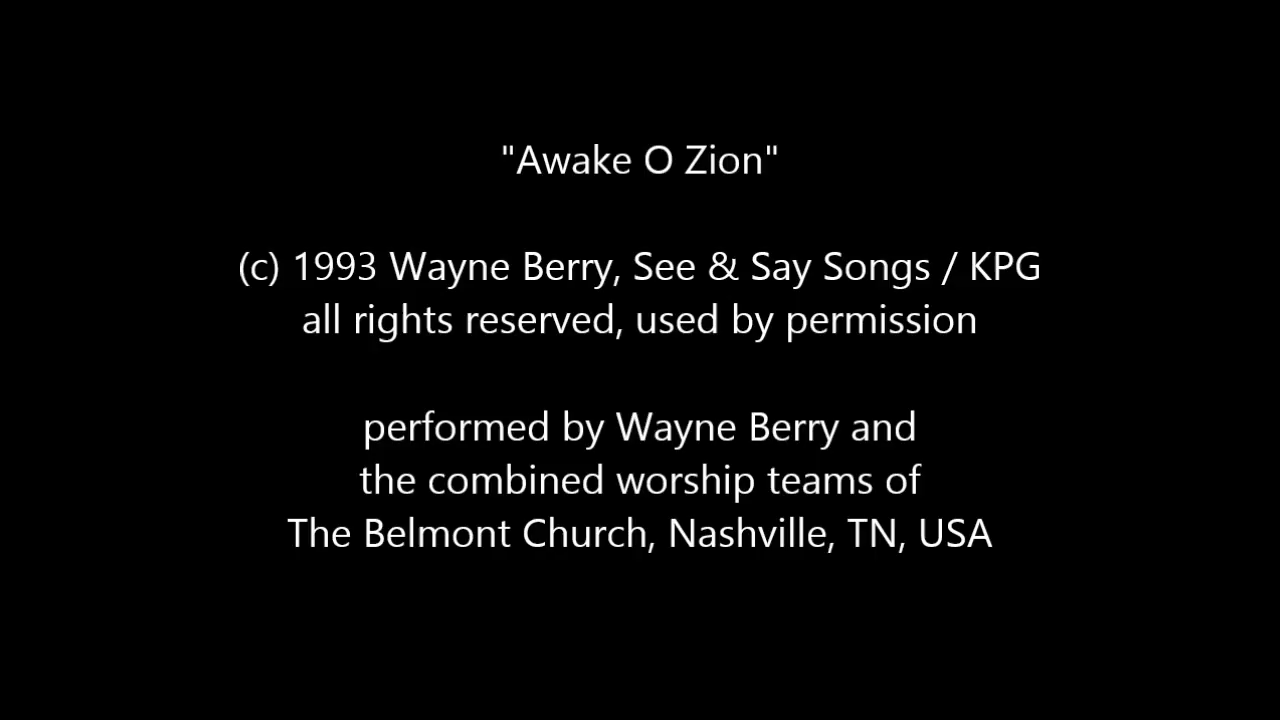 "Awake O Zion"
(c) 1993 Wayne Berry, See & Say Songs / KPG
all rights reserved, used by permission
performed by Wayne Berry and
the combined worship teams of
The Belmont Church, Nashville, TN, USA